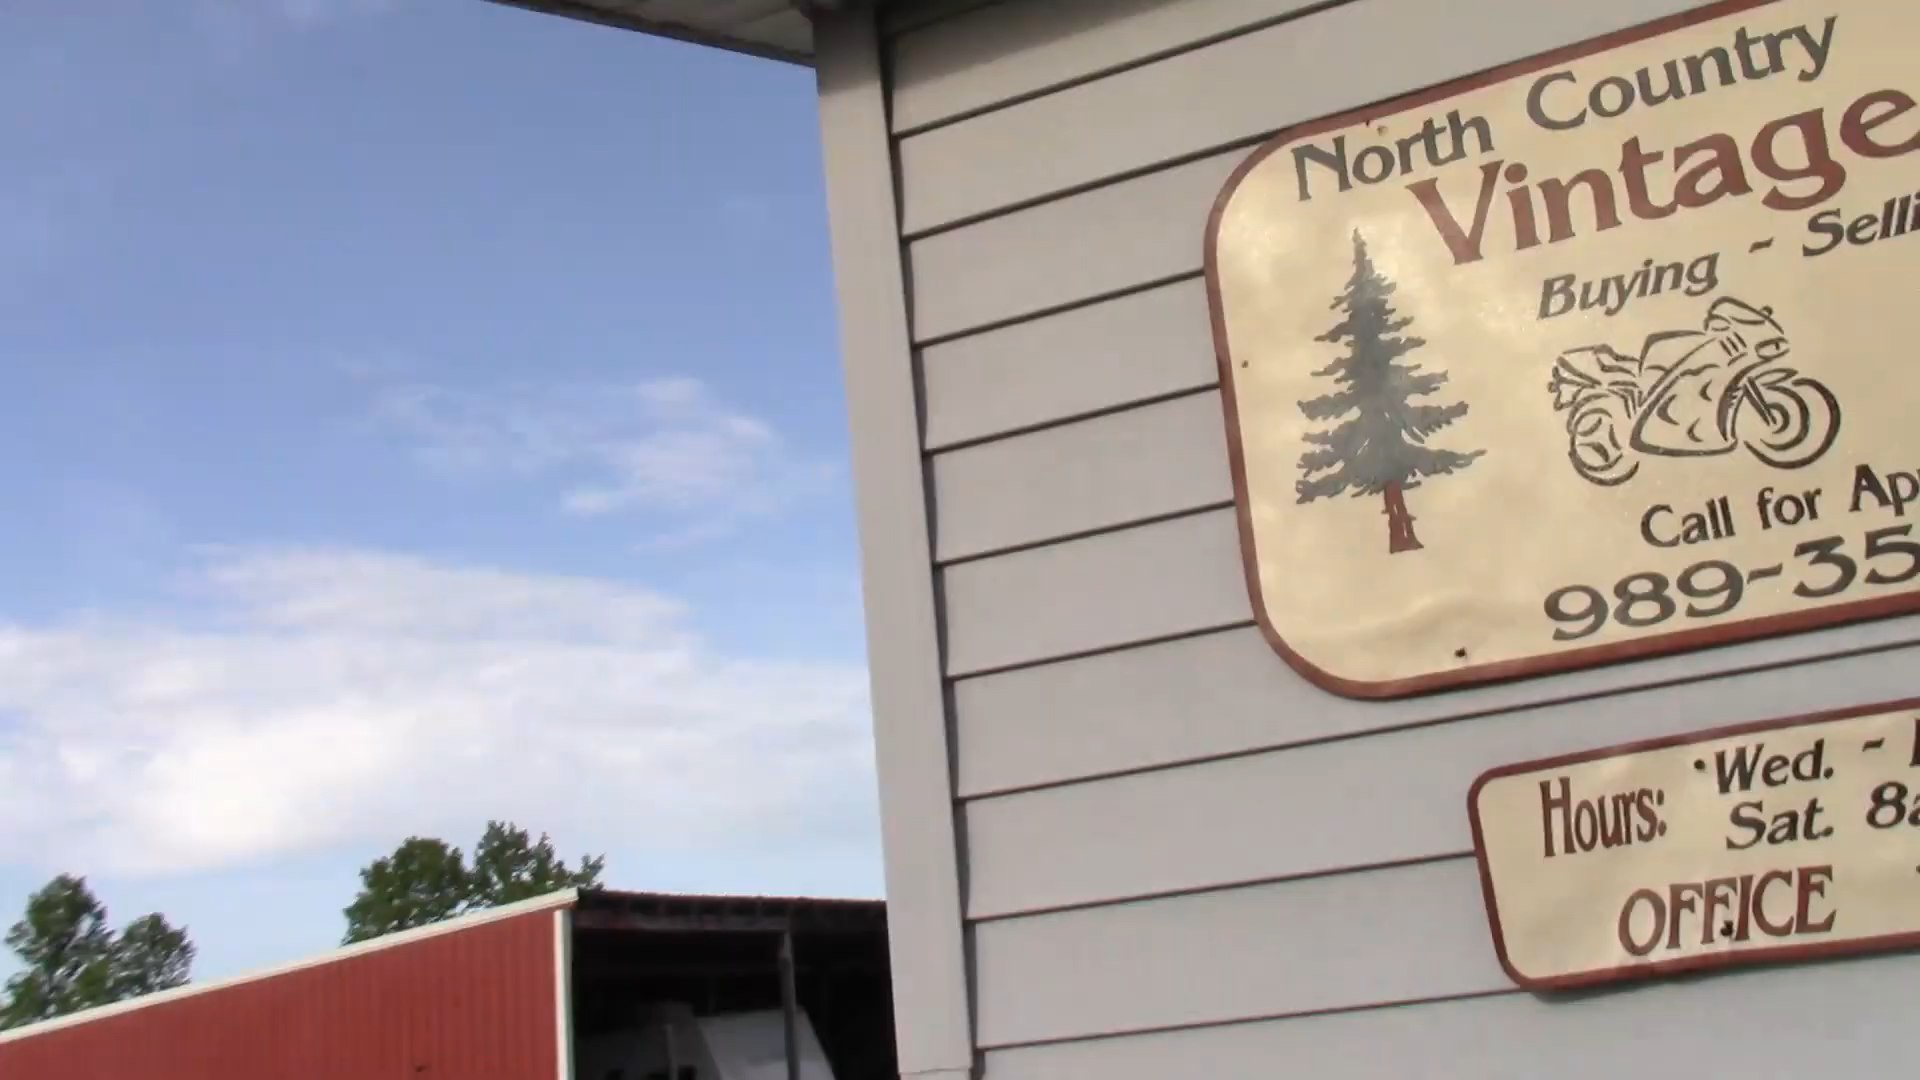 North Country
Vintage
Buying - Selli
Call for Ap
989-35
Hours: Wed. -
Sat. 8a
OFFICE